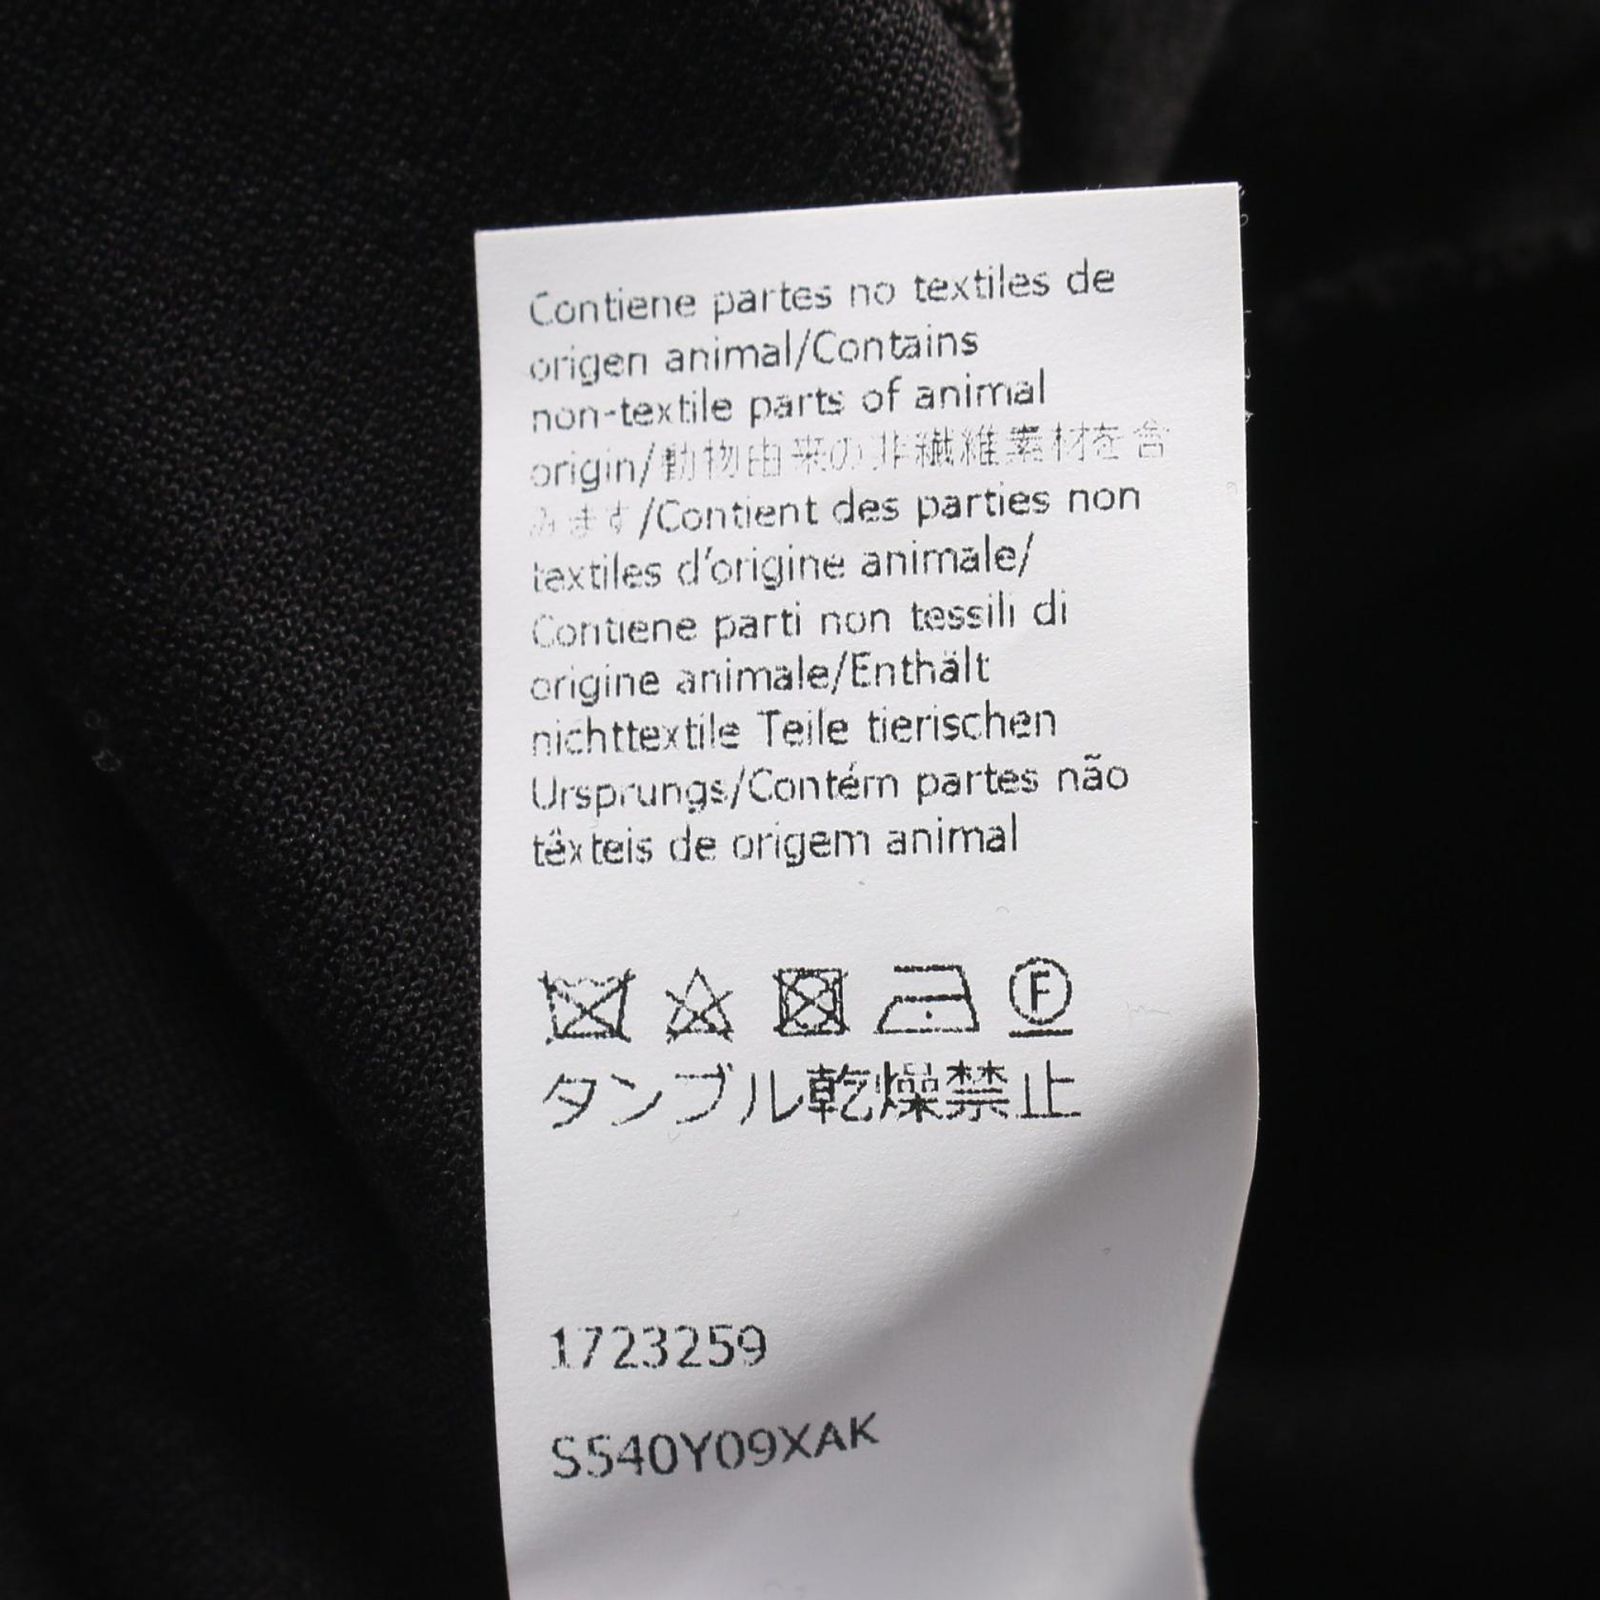 Contiene partes no textiles de
origen animal/Contains
non-textile parts of animal
origin/動物由来の非繊維素材を含
みます/Contient des parties non
textiles d'origine animale/
Contiene parti non tessili di
origine animale/Enthält
nichttextile Teile tierischen
Ursprungs/Contém partes não
têxteis de origem animal
F
タンブル乾燥禁止
1723259
S540Y09XAK